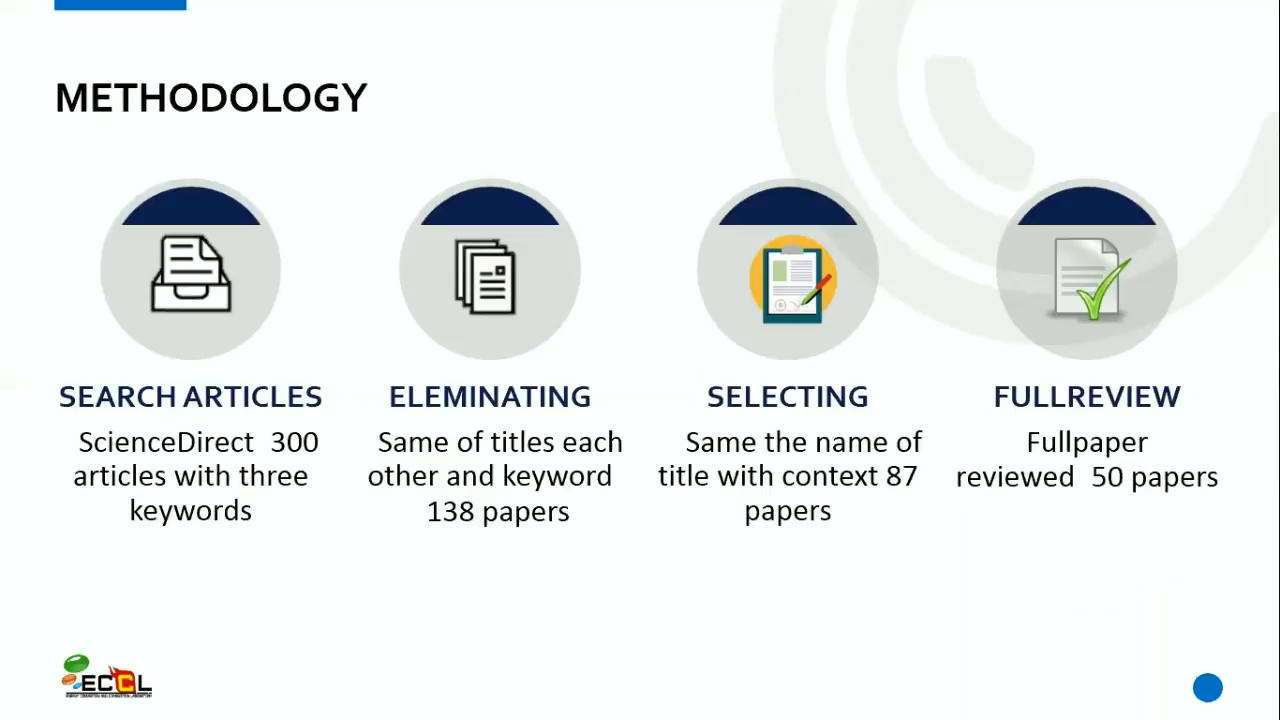 METHODOLOGY
SEARCH ARTICLES
ScienceDirect 300
articles with three
keywords
ELEMINATING
Same of titles each
other and keyword
138 papers
SELECTING
Same the name of
title with context 87
papers
FULLREVIEW
Fullpaper
reviewed 50 papers
ECCL